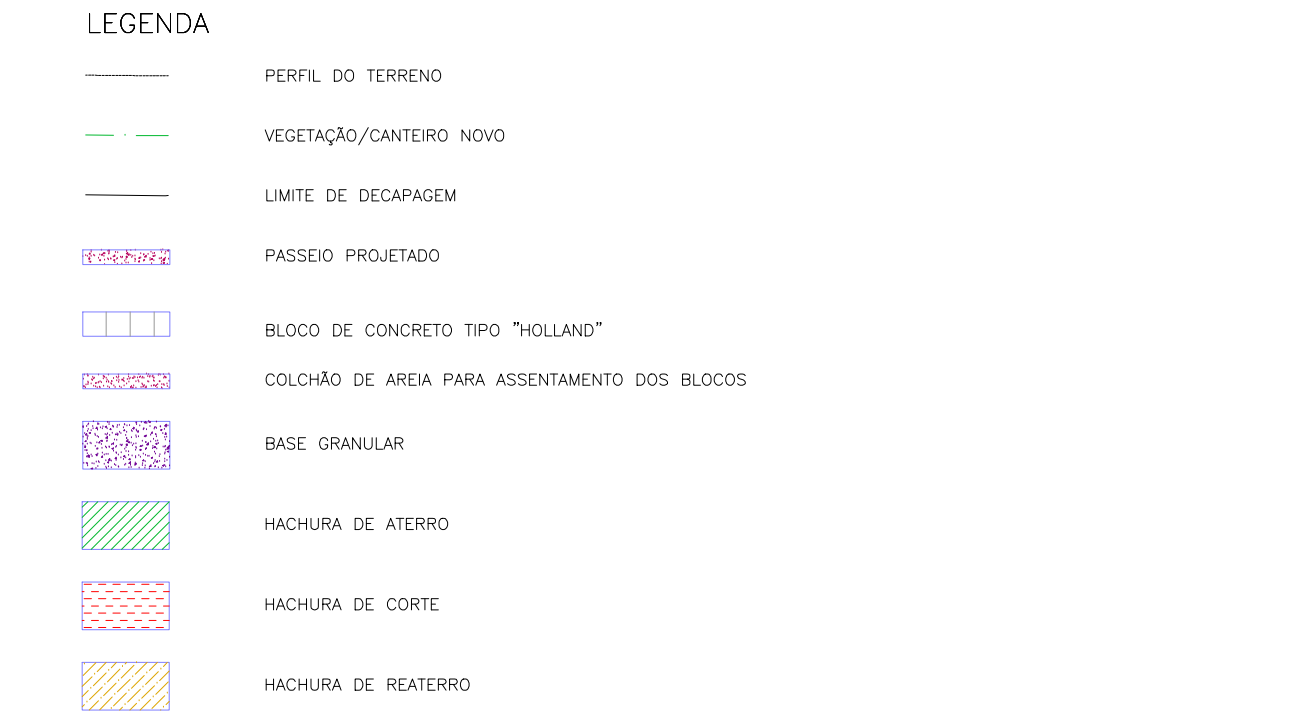 LEGENDA
PERFIL DO TERRENO
VEGETAÇÃO/CANTEIRO NOVO
LIMITE DE DECAPAGEM
PASSEIO PROJETADO
BLOCO DE CONCRETO TIPO ”HOLLAND”
COLCHÃO DE AREIA PARA ASSENTAMENTO DOS BLOCOS
BASE GRANULAR
HACHURA DE ATERRO
HACHURA DE CORTE
HACHURA DE REATERRO